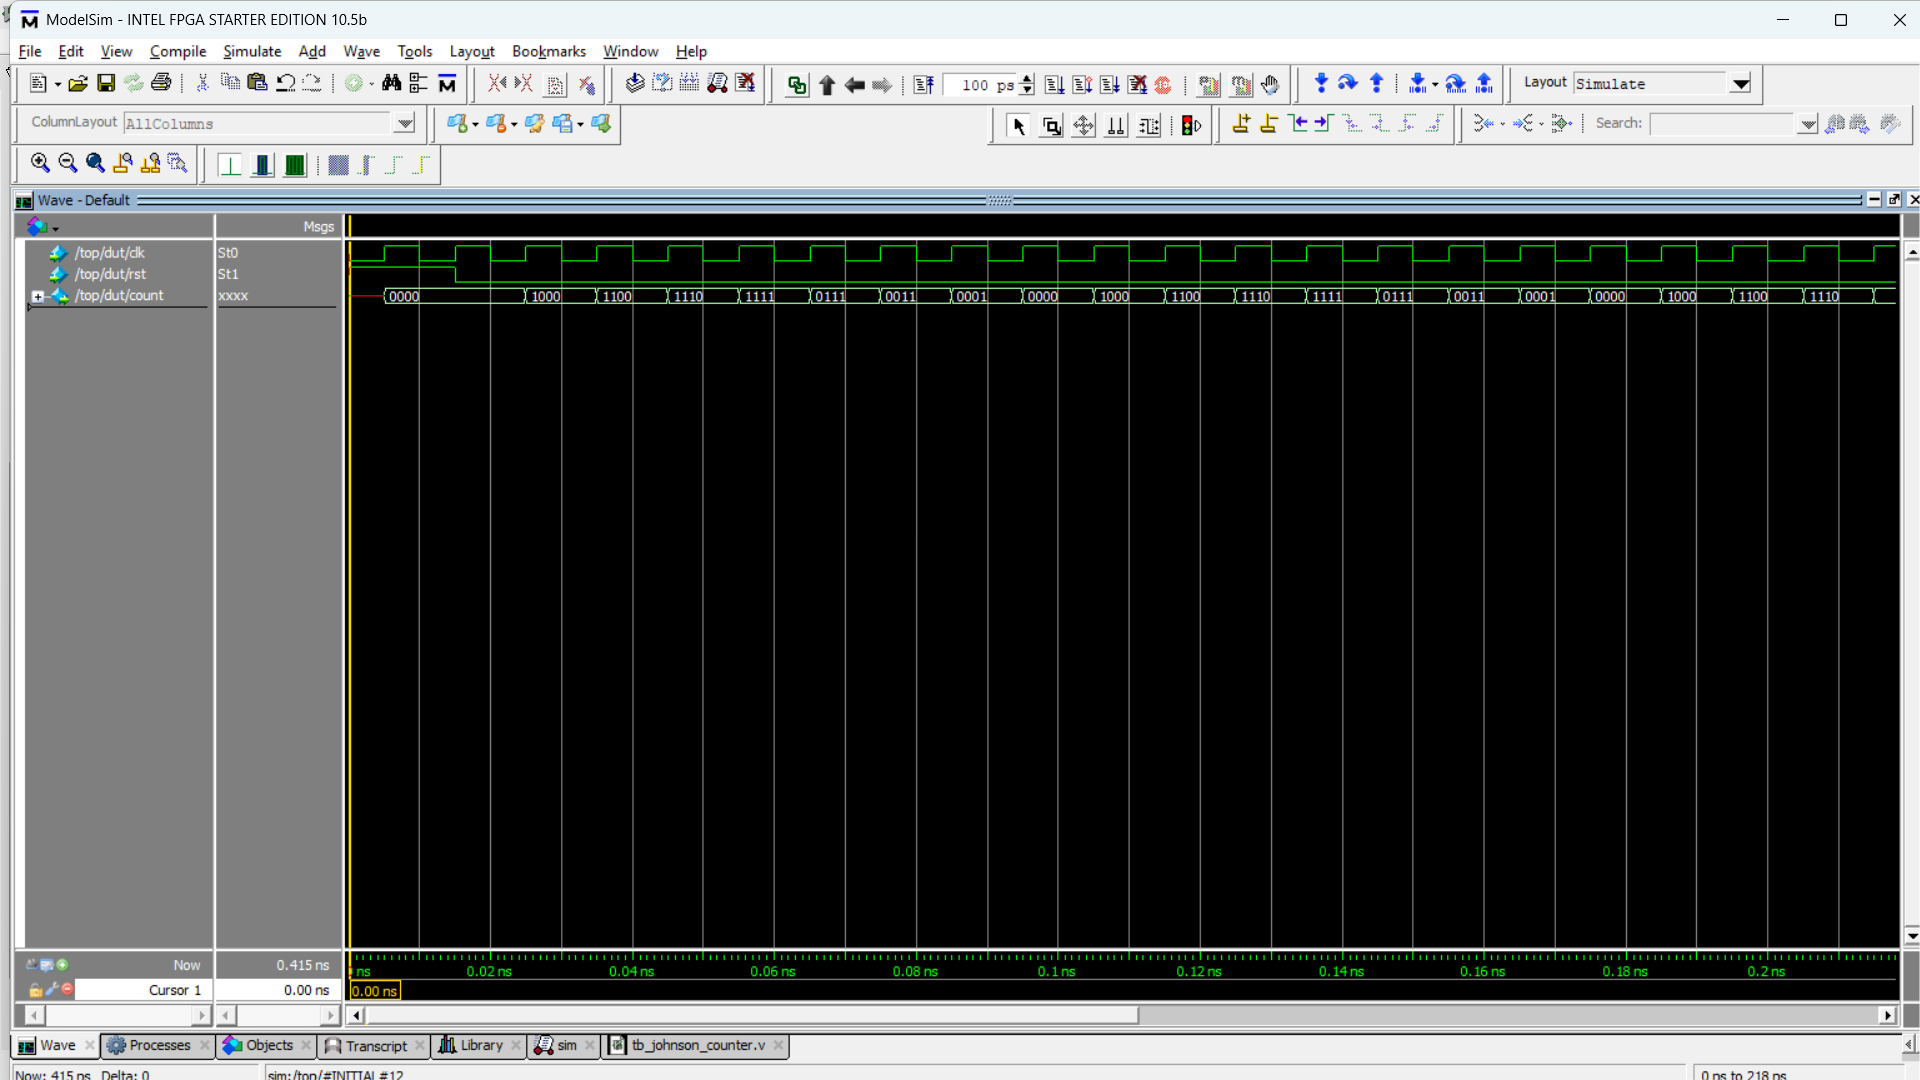 ModelSim - INTEL FPGA STARTER EDITION 10.5b
File Edit View Compile Simulate Add Wave Tools Layout Bookmarks Window Help
100 ps
Layout Simulate
ColumnLayout AllColumns
Search:
Wave - Default
Msgs
/top/dut/clk St0
/top/dut/rst St1
/top/dut/count xxxx 0000 1000 1100 1110 1111 0111 0011 0001 0000 1000 1100 1110 1111 0111 0011 0001 0000 1000 1100 1110
Now 0.415 ns ns 0.02 ns 0.04 ns 0.06 ns 0.08 ns 0.1 ns 0.12 ns 0.14 ns 0.16 ns 0.18 ns 0.2 ns
Cursor 1 0.00 ns 0.00 ns
Wave Processes Objects Transcript Library sim tb_johnson_counter.v
Now: 415 ps Delta: 0 sim:/top/#INITIAL#12 0 ps to 218 ps